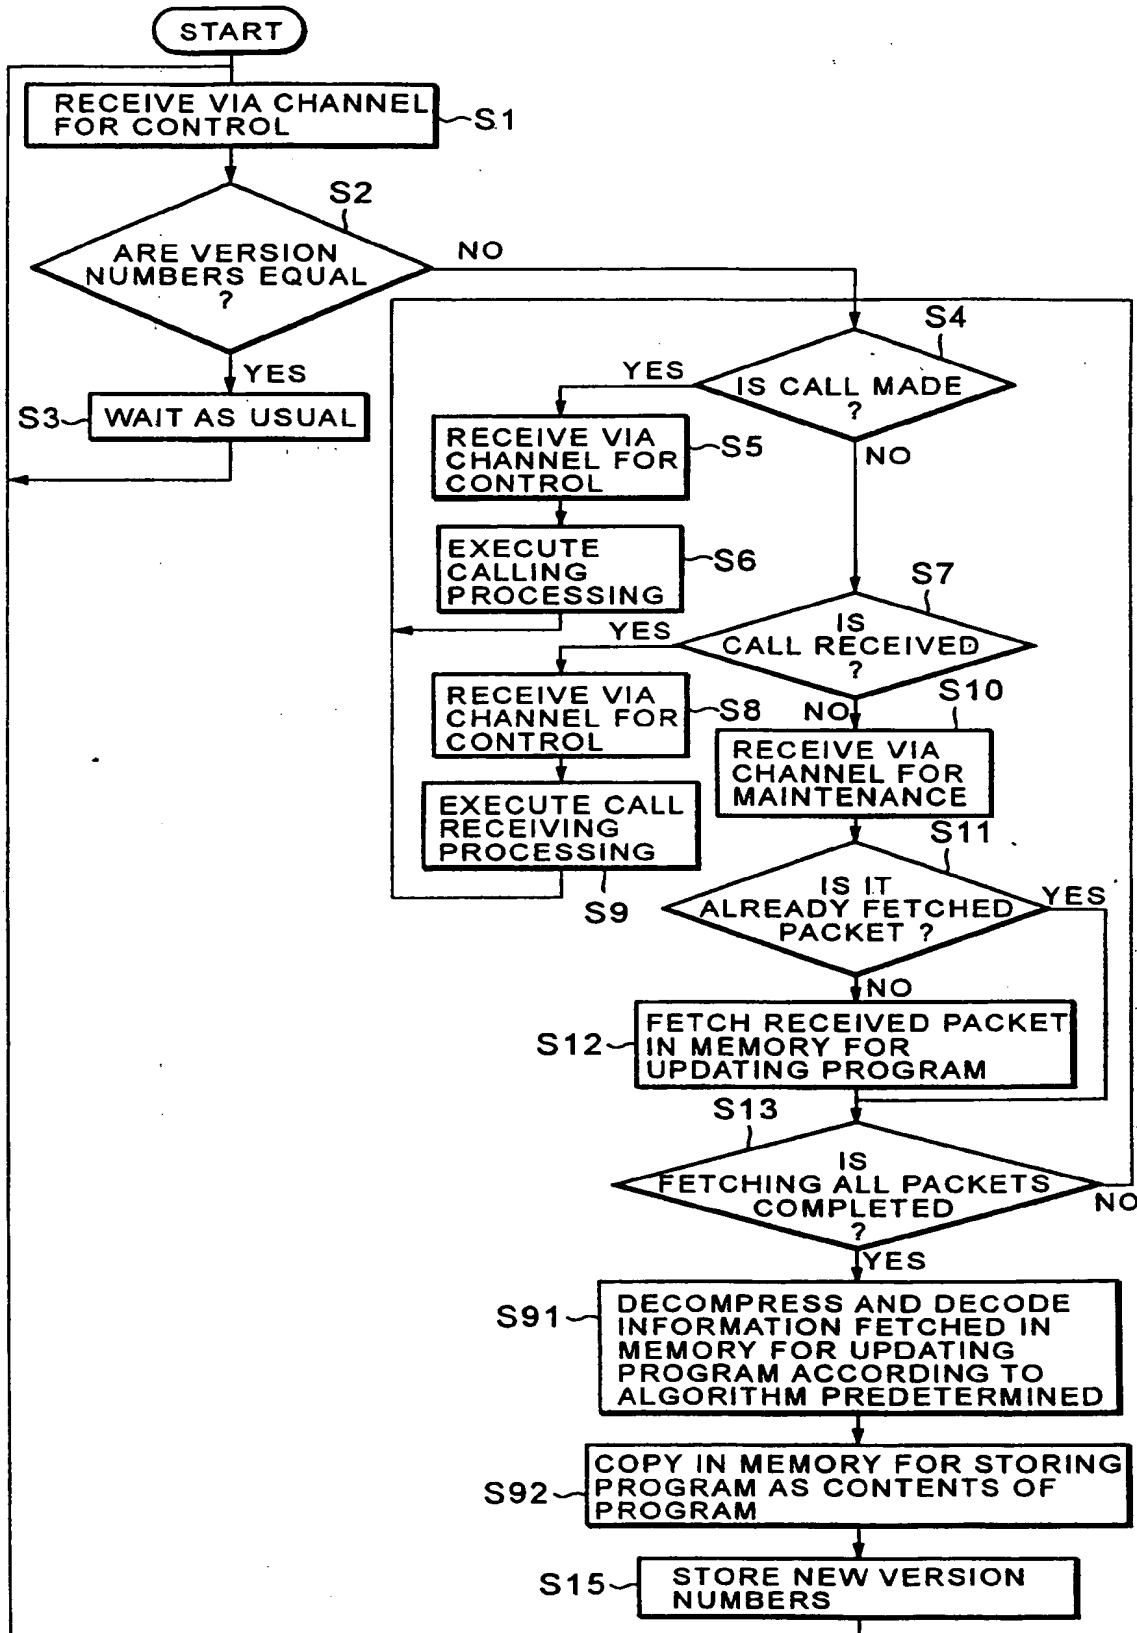 START
RECEIVE VIA CHANNEL
FOR CONTROL
S1
S2
ARE VERSION
NUMBERS EQUAL
?
NO
YES
S3
WAIT AS USUAL
S4
YES
IS CALL MADE
?
NO
RECEIVE VIA
CHANNEL FOR
CONTROL
S5
EXECUTE
CALLING
PROCESSING
S6
S7
YES
IS
CALL RECEIVED
?
NO
RECEIVE VIA
CHANNEL FOR
CONTROL
S8
S10
RECEIVE VIA
CHANNEL FOR
MAINTENANCE
EXECUTE CALL
RECEIVING
PROCESSING
S9
S11
IS IT
ALREADY FETCHED
PACKET ?
YES
NO
S12
FETCH RECEIVED PACKET
IN MEMORY FOR
UPDATING PROGRAM
S13
IS
FETCHING ALL PACKETS
COMPLETED
?
NO
YES
S91
DECOMPRESS AND DECODE
INFORMATION FETCHED IN
MEMORY FOR UPDATING
PROGRAM ACCORDING TO
ALGORITHM PREDETERMINED
S92
COPY IN MEMORY FOR STORING
PROGRAM AS CONTENTS OF
PROGRAM
S15
STORE NEW VERSION
NUMBERS